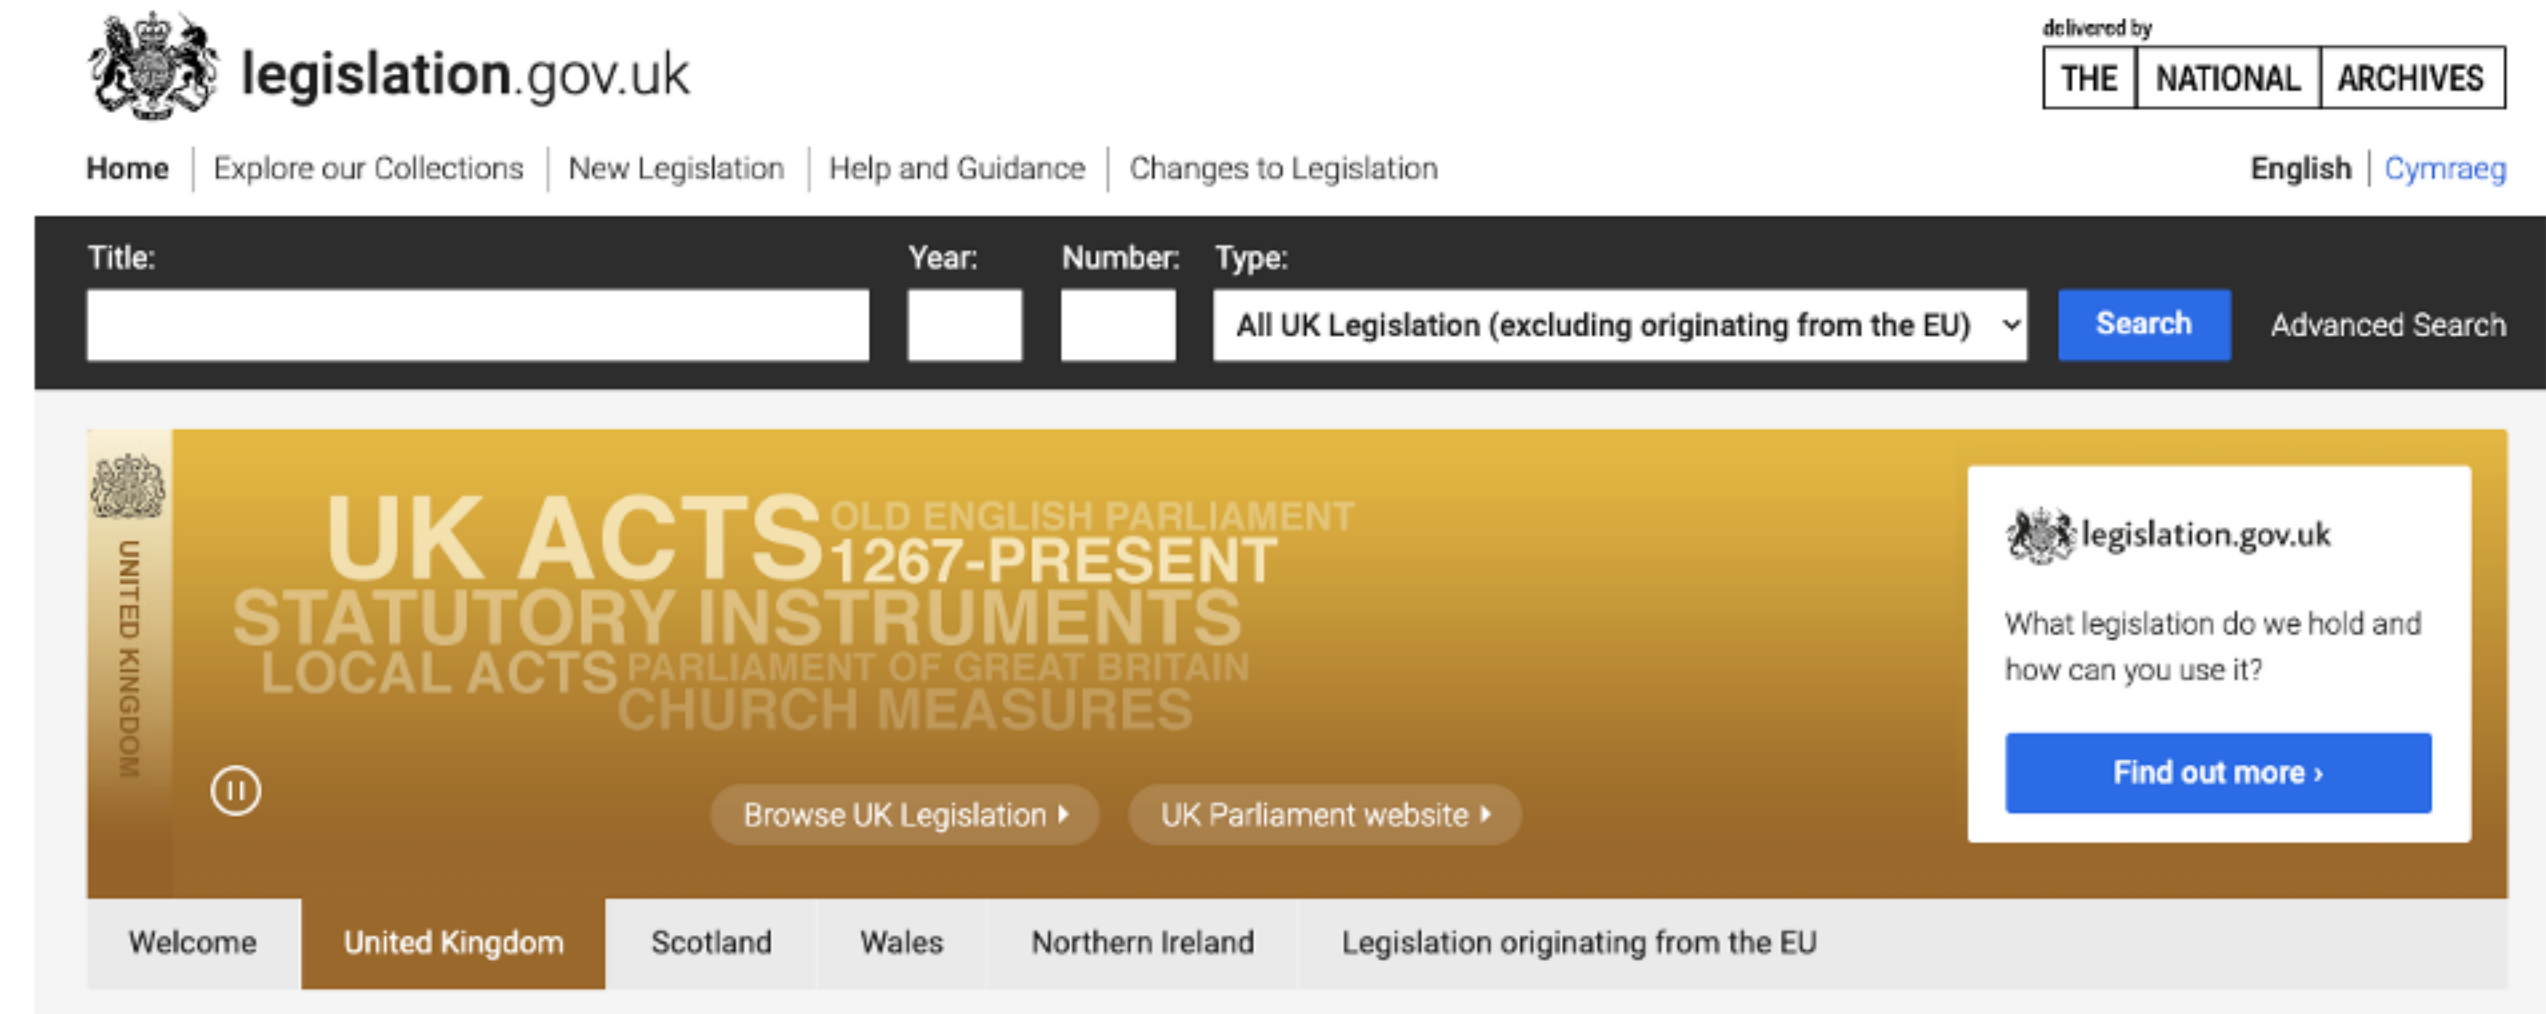 legislation.gov.uk
delivered by
THE NATIONAL ARCHIVES
Home Explore our Collections New Legislation Help and Guidance Changes to Legislation English Cymraeg
Title: Year: Number: Type:
All UK Legislation (excluding originating from the EU) Search Advanced Search
UNITED KINGDOM
UK ACTS OLD ENGLISH PARLIAMENT
1267-PRESENT
STATUTORY INSTRUMENTS
LOCAL ACTS PARLIAMENT OF GREAT BRITAIN
CHURCH MEASURES
Browse UK Legislation UK Parliament website
legislation.gov.uk
What legislation do we hold and
how can you use it?
Find out more ›
Welcome United Kingdom Scotland Wales Northern Ireland Legislation originating from the EU